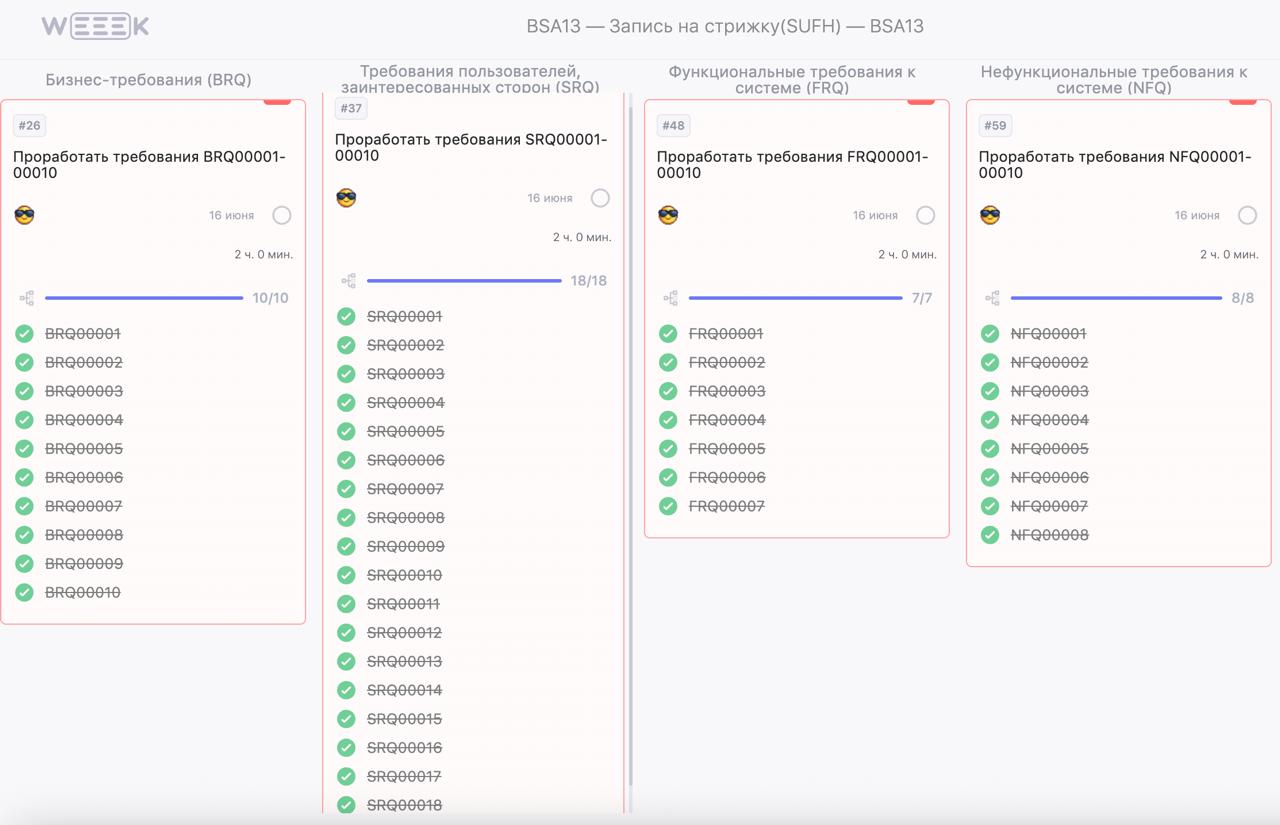 WEEEK
BSA13 — Запись на стрижку(SUFH) — BSA13
Бизнес-требования (BRQ)
#26
Проработать требования BRQ00001-
00010
16 июня
2 ч. 0 мин.
10/10
BRQ00001
BRQ00002
BRQ00003
BRQ00004
BRQ00005
BRQ00006
BRQ00007
BRQ00008
BRQ00009
BRQ00010
Требования пользователей,
заинтересованных сторон (SRQ)
#37
Проработать требования SRQ00001-
00010
16 июня
2 ч. 0 мин.
18/18
SRQ00001
SRQ00002
SRQ00003
SRQ00004
SRQ00005
SRQ00006
SRQ00007
SRQ00008
SRQ00009
SRQ00010
SRQ00011
SRQ00012
SRQ00013
SRQ00014
SRQ00015
SRQ00016
SRQ00017
SRQ00018
Функциональные требования к
системе (FRQ)
#48
Проработать требования FRQ00001-
00010
16 июня
2 ч. 0 мин.
7/7
FRQ00001
FRQ00002
FRQ00003
FRQ00004
FRQ00005
FRQ00006
FRQ00007
Нефункциональные требования к
системе (NFQ)
#59
Проработать требования NFQ00001-
00010
16 июня
2 ч. 0 мин.
8/8
NFQ00001
NFQ00002
NFQ00003
NFQ00004
NFQ00005
NFQ00006
NFQ00007
NFQ00008